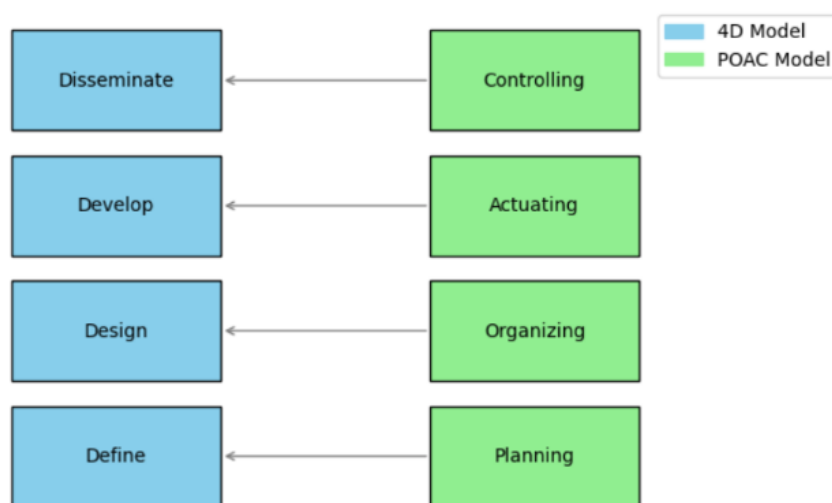 4D Model
POAC Model
Disseminate
Controlling
Develop
Actuating
Design
Organizing
Define
Planning